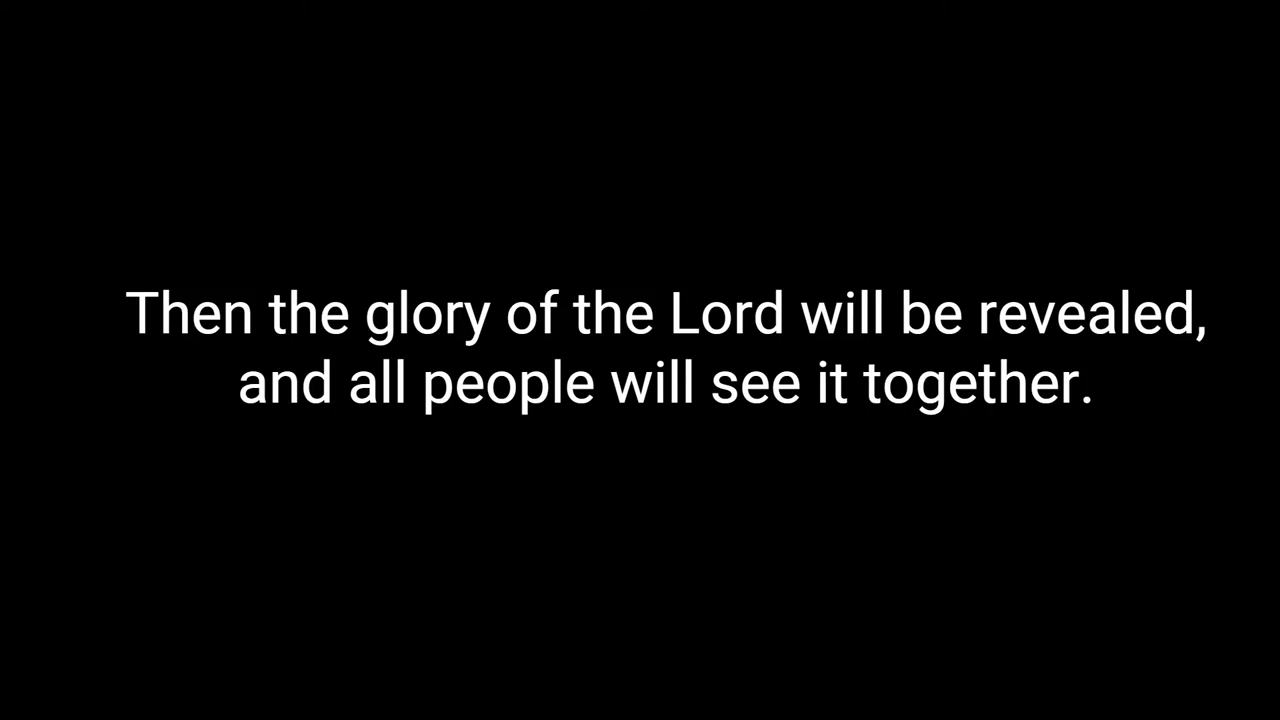 Then the glory of the Lord will be revealed,
and all people will see it together.